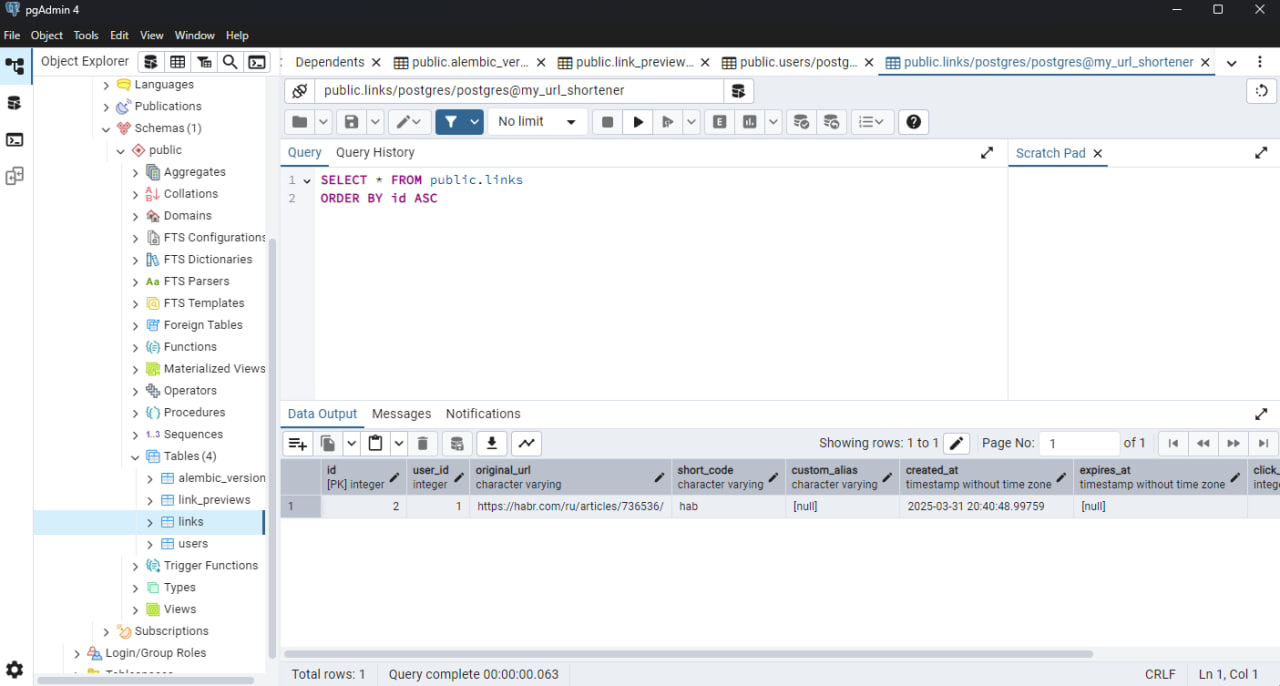 pgAdmin 4
File Object Tools Edit View Window Help
Object Explorer
Dependents
public.alembic_ver...
public.link_preview...
public.users/postg...
public.links/postgres/postgres@my_url_shortener
public.links/postgres/postgres@my_url_shortener
No limit
Languages
Publications
Schemas (1)
public
Aggregates
Collations
Domains
FTS Configurations
FTS Dictionaries
FTS Parsers
FTS Templates
Foreign Tables
Functions
Materialized Views
Operators
Procedures
1..3 Sequences
Tables (4)
alembic_version
link_previews
links
users
Trigger Functions
Types
Views
Subscriptions
Login/Group Roles
Query Query History
Scratch Pad
1 SELECT * FROM public.links
2 ORDER BY id ASC
Data Output Messages Notifications
Showing rows: 1 to 1 Page No: 1 of 1
id user_id original_url short_code custom_alias created_at expires_at click_
[PK] integer integer character varying character varying character varying timestamp without time zone timestamp without time zone
1 2 1 https://habr.com/ru/articles/736536/ hab [null] 2025-03-31 20:40:48.99759 [null]
Total rows: 1 Query complete 00:00:00.063 CRLF Ln 1, Col 1